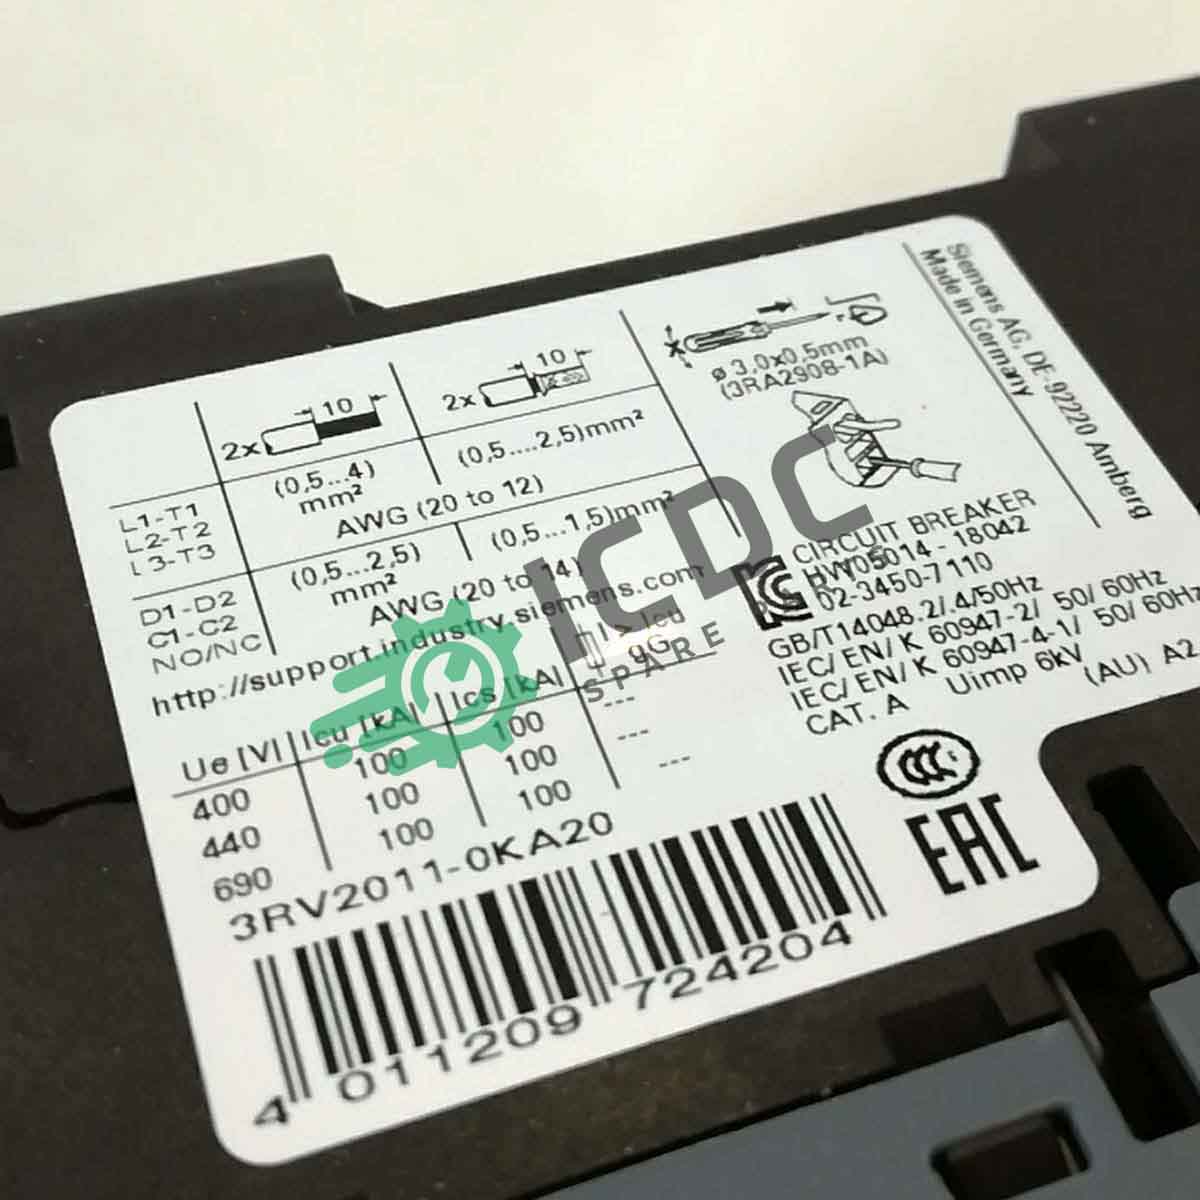 10
2x
10
2x
L1-T1
L2-T2
L3-T3
(0,5...4)
mm²
(0,5....2,5)mm²
AWG (20 to 12)
D1-D2
C1-C2
NO/NC
(0,5...2,5)
mm²
(0,5...1,5)mm²
AWG (20 to 14)
http://support.industry.siemens.com
Ue [V]
Icu [kA]
Ics [kA]
> Icu
gG
400 100 100 ---
440 100 100 ---
690 100 100 ---
3RV2011-0KA20
4 011209 724204
ø 3,0x0,5mm
(3RA2908-1A)
Siemens AG, DE-92220 Amberg
Made in Germany
CIRCUIT BREAKER
HW05014-18042
02-3450-7110
GB/T14048.2/.4/50Hz
IEC/ EN/ K 60947-2/ 50/ 60Hz
IEC/ EN/ K 60947-4-1/ 50/ 60Hz
CAT. A Uimp 6kV (AU) A2
CCC
EAC
ICDC
SPARE